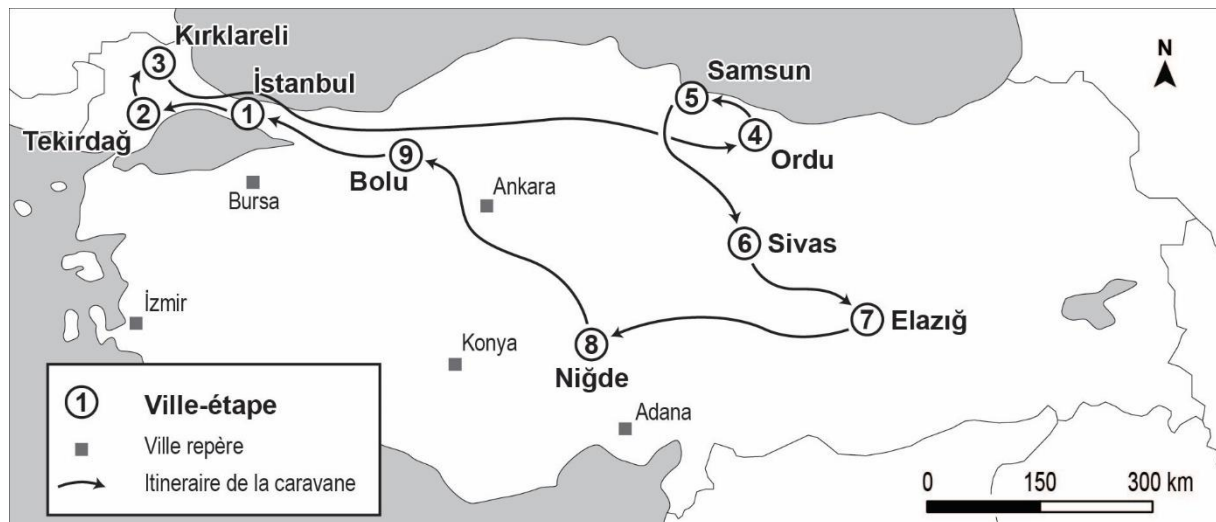 Kırklareli
3
İstanbul
1
2
Tekirdağ
Samsun
5
4
Ordu
N
9
Bolu
Bursa
Ankara
6 Sivas
İzmir
7 Elazığ
Konya
8
Niğde
Adana
1 Ville-étape
Ville repère
Itineraire de la caravane
0 150 300 km